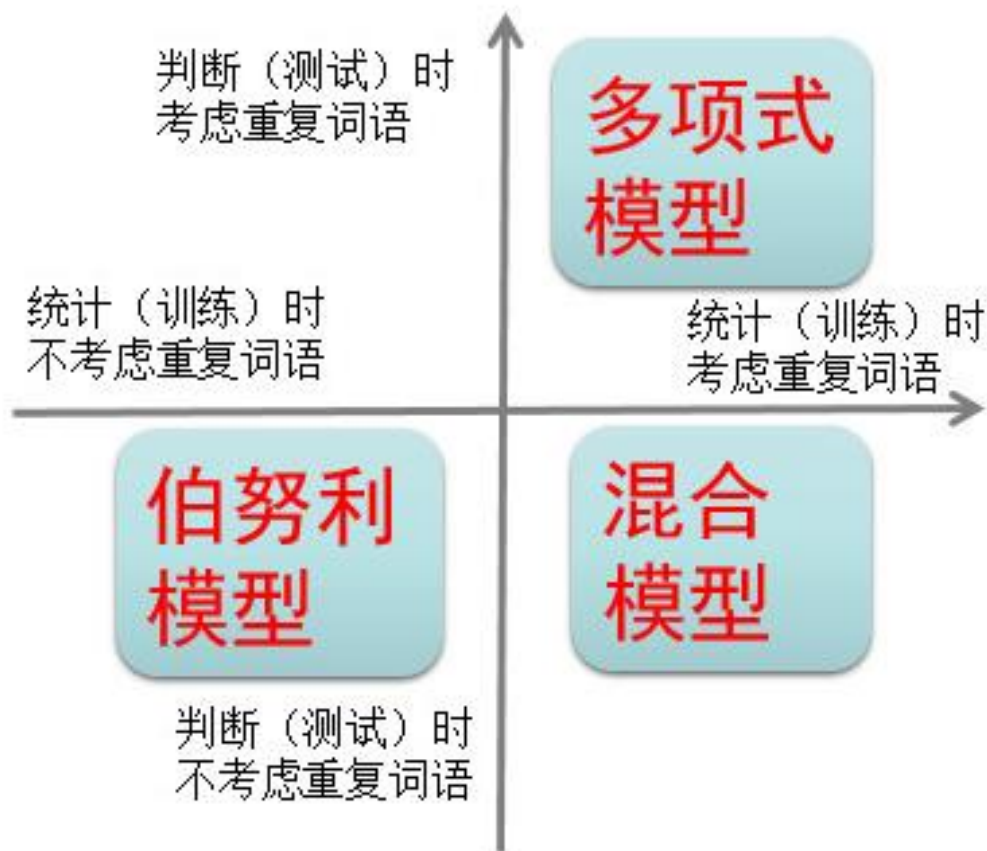 判断（测试）时
考虑重复词语
多项式
模型
统计（训练）时
不考虑重复词语
统计（训练）时
考虑重复词语
伯努利
模型
混合
模型
判断（测试）时
不考虑重复词语